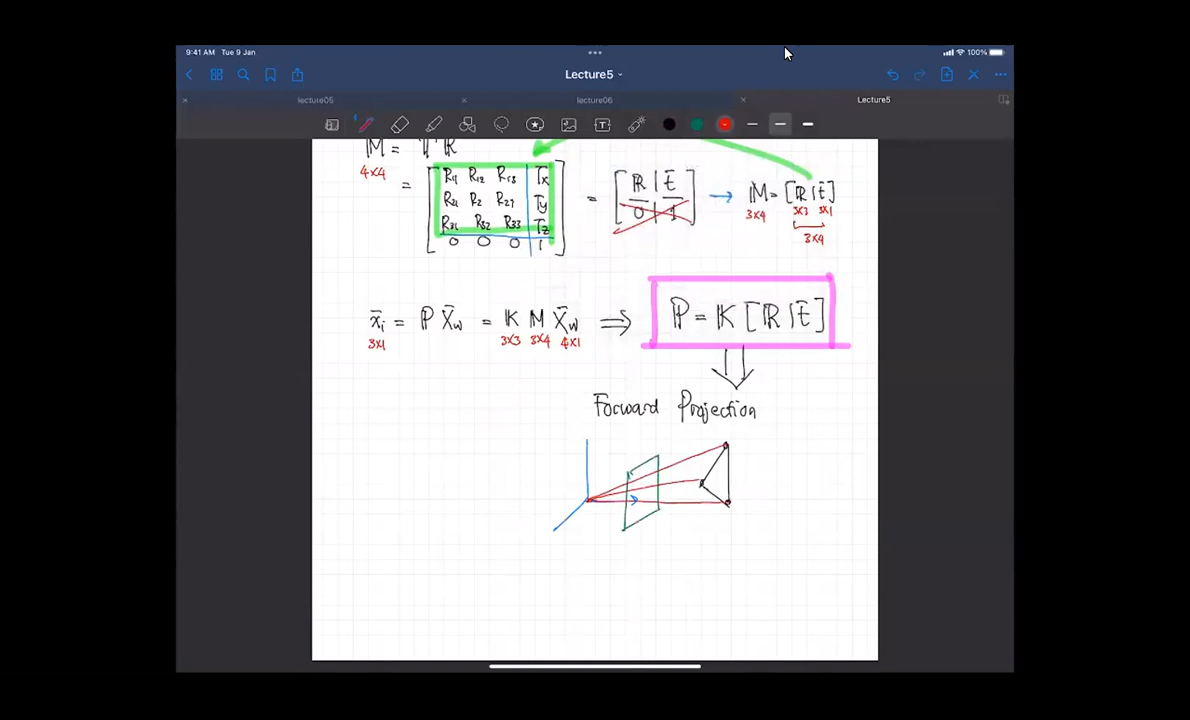 9:41 AM Tue 9 Jan
100%
Lecture5
lecture05
lecture06
Lecture5
M = T R
4x4
= [ R11 R12 R13 Tx
R21 R2 R23 Ty
R31 R32 R33 Tz
0 0 0 1 ] = [ R | t̄
0 | 1 ] → M = [R | t̄]
3x4 3x3 3x1
3x4
x̄i = P X̄w = K M X̄w ⇒ P = K [R | t̄]
3x1 3x3 3x4 4x1
Forward Projection